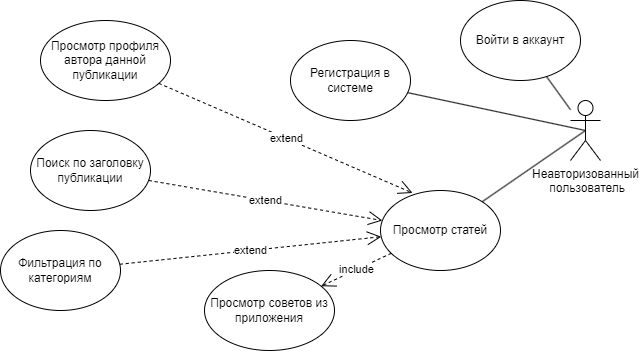 Просмотр профиля
автора данной
публикации
Войти в аккаунт
Регистрация в
системе
extend
Поиск по заголовку
публикации
Неавторизованный
пользователь
extend
Просмотр статей
extend
Фильтрация по
категориям
include
Просмотр советов из
приложения